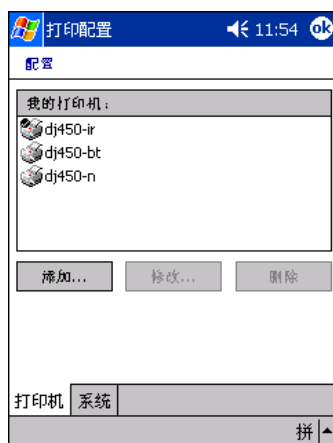 打印配置 11:54 ok
配置
我的打印机:
dj450-ir
dj450-bt
dj450-n
添加... 修改... 删除
打印机 系统
拼